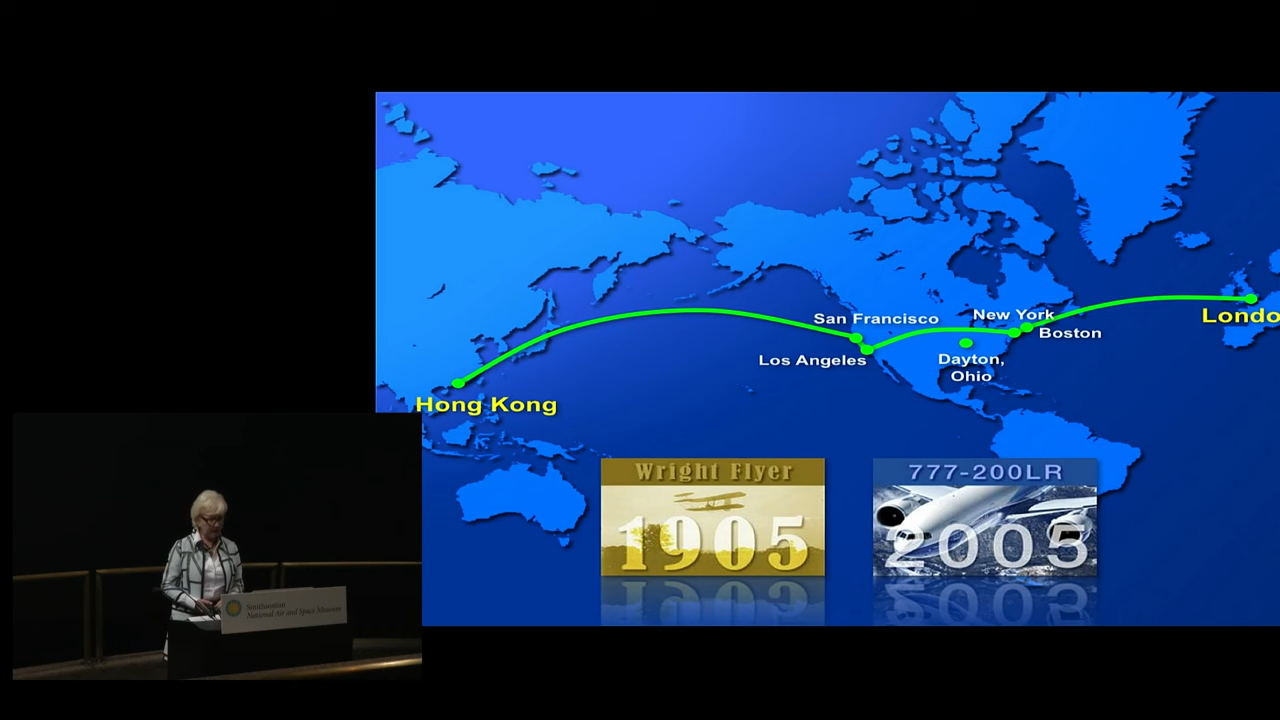 San Francisco
New York
Londo
Boston
Los Angeles
Dayton,
Ohio
Hong Kong
Wright Flyer
1905
777-200LR
2005
Smithsonian
National Air and Space Museum